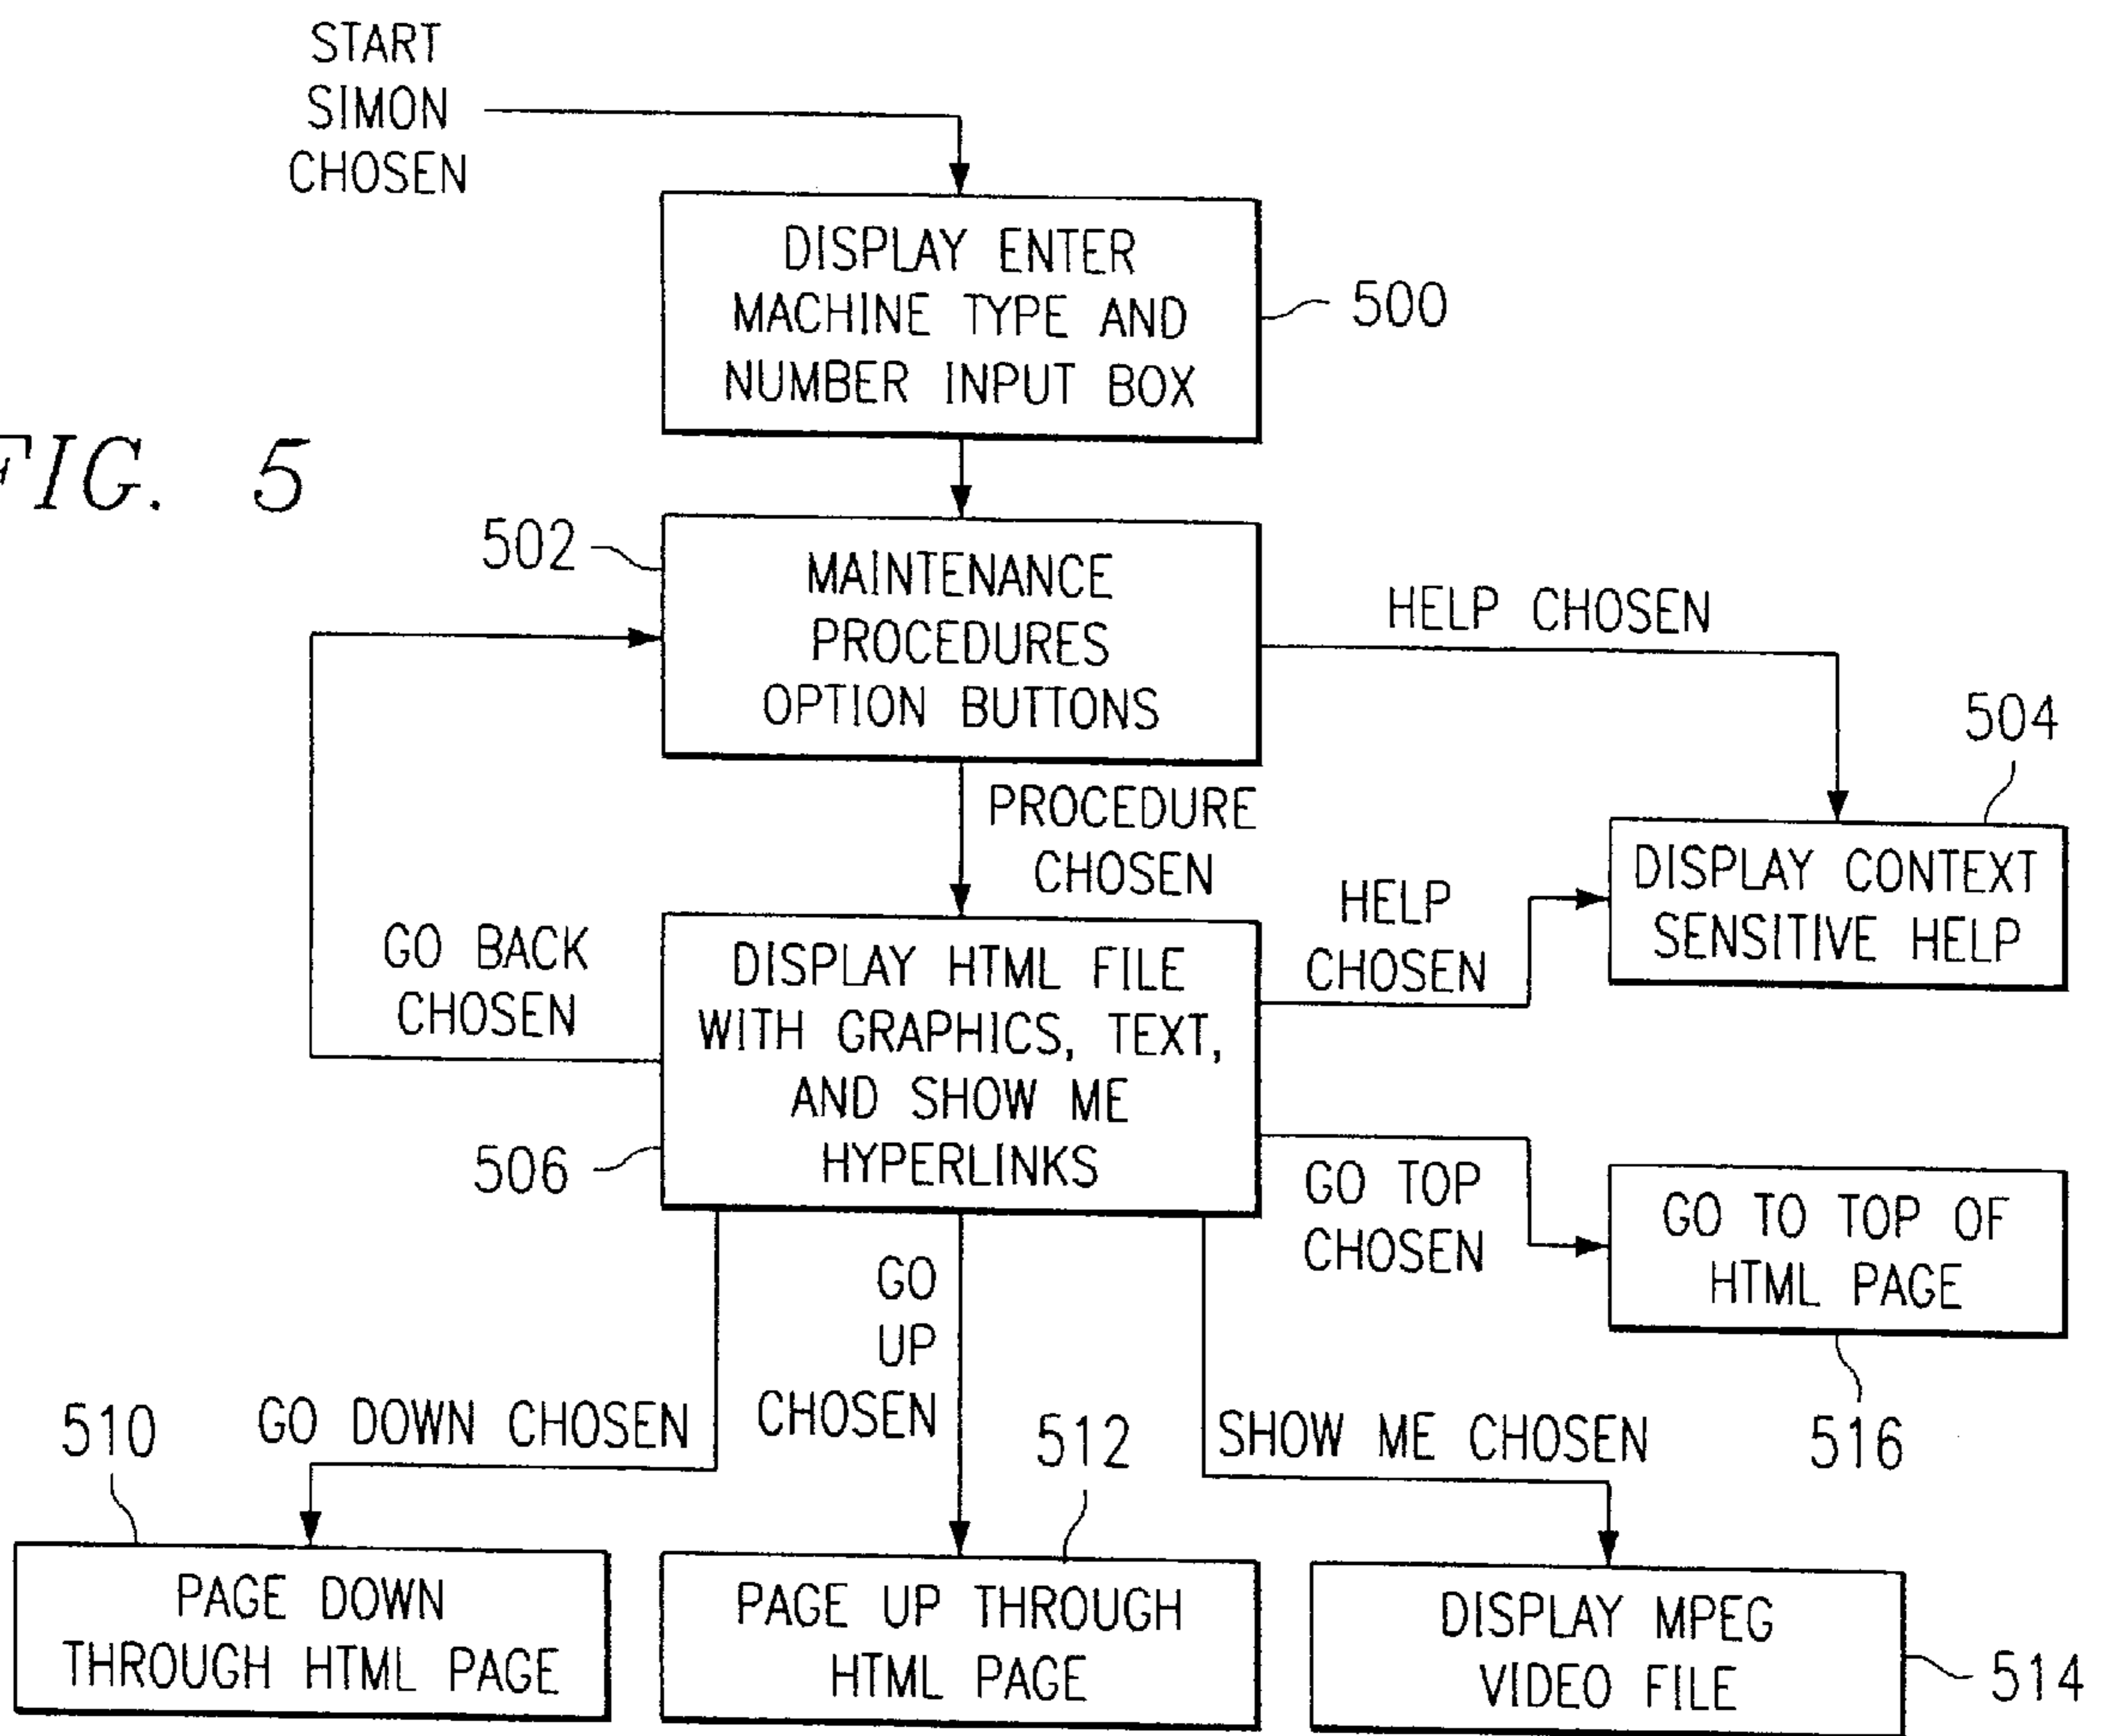 START
SIMON
CHOSEN
DISPLAY ENTER
MACHINE TYPE AND
NUMBER INPUT BOX
500
FIG. 5
502
MAINTENANCE
PROCEDURES
OPTION BUTTONS
HELP CHOSEN
504
PROCEDURE
CHOSEN
DISPLAY CONTEXT
SENSITIVE HELP
HELP
CHOSEN
GO BACK
CHOSEN
DISPLAY HTML FILE
WITH GRAPHICS, TEXT,
AND SHOW ME
HYPERLINKS
506
GO TOP
CHOSEN
GO TO TOP OF
HTML PAGE
516
GO
UP
CHOSEN
GO DOWN CHOSEN
SHOW ME CHOSEN
510
512
PAGE DOWN
THROUGH HTML PAGE
PAGE UP THROUGH
HTML PAGE
DISPLAY MPEG
VIDEO FILE
514